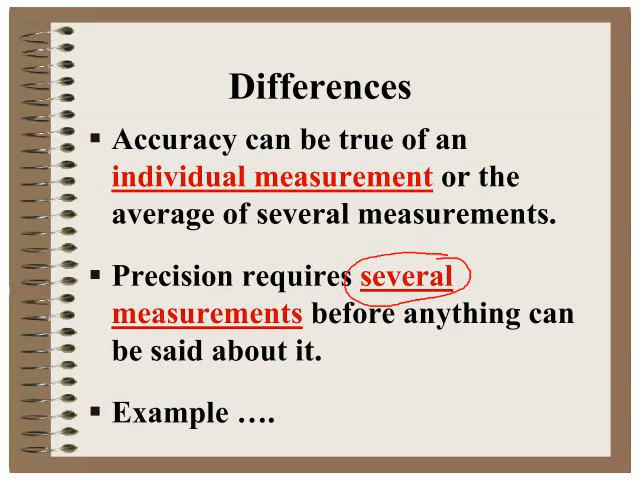 Differences
▪ Accuracy can be true of an
individual measurement or the
average of several measurements.
▪ Precision requires several
measurements before anything can
be said about it.
▪ Example ….